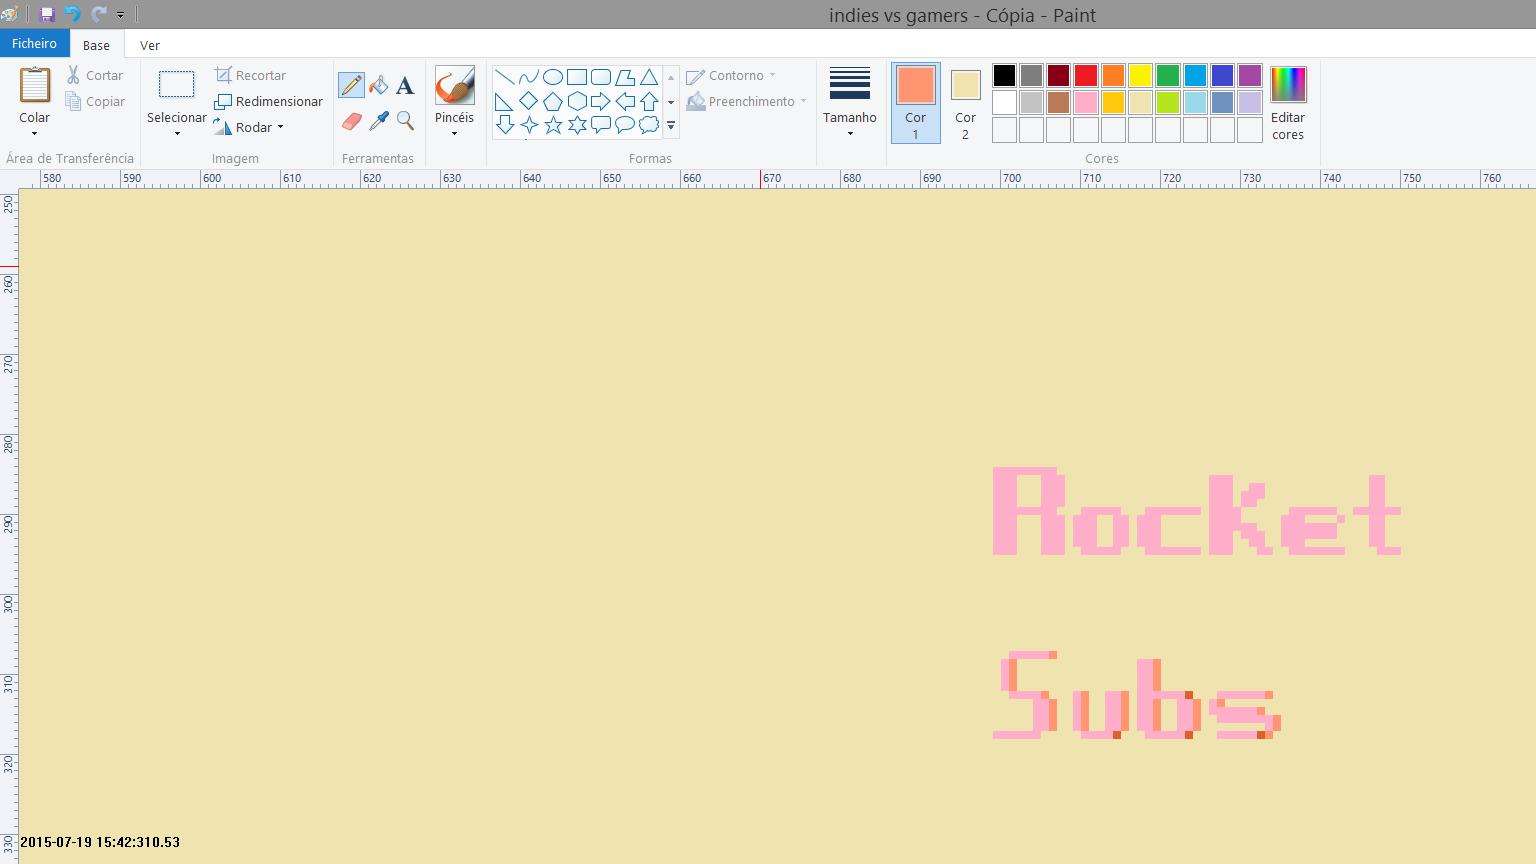 indies vs gamers - Cópia - Paint
Ficheiro Base Ver
Colar
Cortar
Copiar
Área de Transferência
Selecionar
Recortar
Redimensionar
Rodar
Imagem
A
Ferramentas
Pincéis
Contorno
Preenchimento
Formas
Tamanho
Cor 1
Cor 2
Editar cores
Cores
580 590 600 610 620 630 640 650 660 670 680 690 700 710 720 730 740 750 760
250
260
270
280
290
300
310
320
330
Rocket
Subs
2015-07-19 15:42:310.53